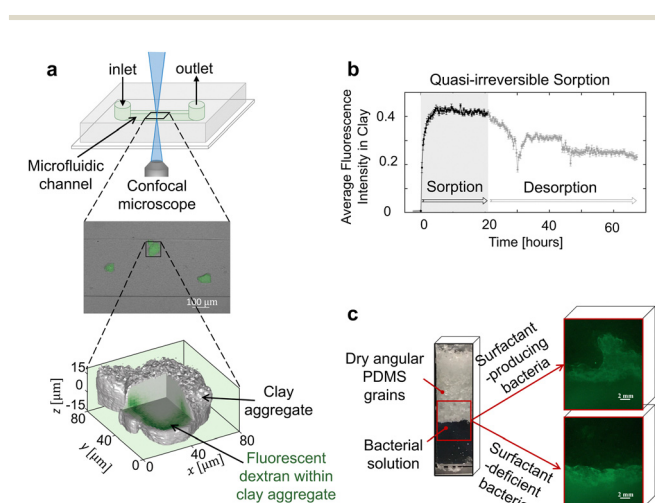 a
inlet
outlet
Microfluidic
channel
Confocal
microscope
100 μm
z [μm]
15
0
-15
80
40
0
y [μm]
0
40
80
x [μm]
Clay
aggregate
Fluorescent
dextran within
clay aggregate
b
Quasi-irreversible Sorption
Average Fluorescence
Intensity in Clay
0.4
0.2
0
Sorption
Desorption
0
20
40
60
Time [hours]
c
Dry angular
PDMS
grains
Bacterial
solution
Surfactant
-producing
bacteria
Surfactant
-deficient
bacteria
2 mm
2 mm